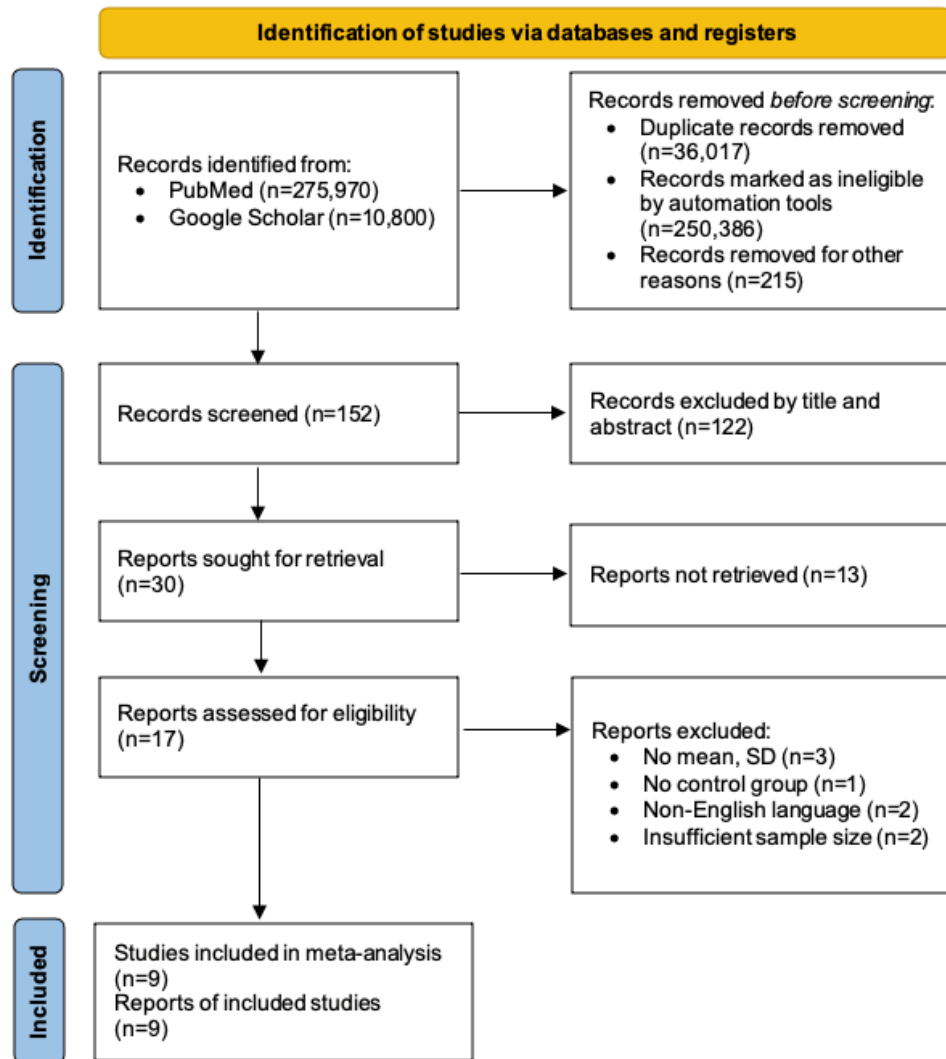 Identification of studies via databases and registers
Identification
Records identified from:
• PubMed (n=275,970)
• Google Scholar (n=10,800)
Records removed before screening:
• Duplicate records removed
(n=36,017)
• Records marked as ineligible
by automation tools
(n=250,386)
• Records removed for other
reasons (n=215)
Screening
Records screened (n=152)
Records excluded by title and
abstract (n=122)
Reports sought for retrieval
(n=30)
Reports not retrieved (n=13)
Reports assessed for eligibility
(n=17)
Reports excluded:
• No mean, SD (n=3)
• No control group (n=1)
• Non-English language (n=2)
• Insufficient sample size (n=2)
Included
Studies included in meta-analysis
(n=9)
Reports of included studies
(n=9)